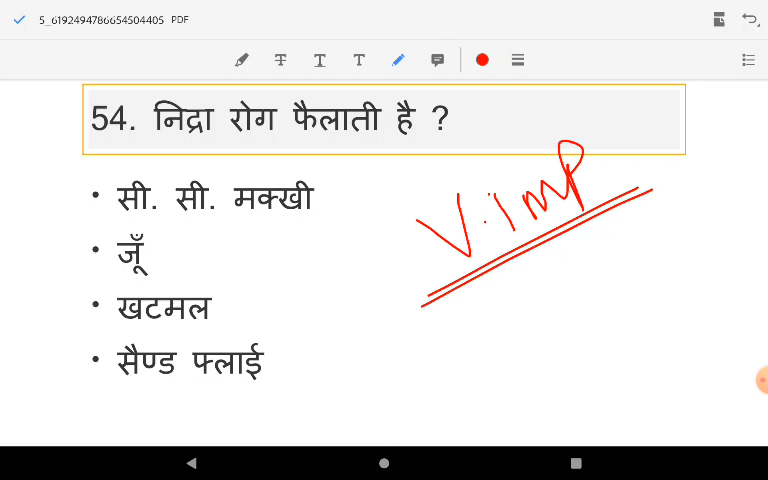 5_6192494786654504405 PDF
T T T
54. निद्रा रोग फैलाती है ?
V.imp
• सी. सी. मक्खी
• जूँ
• खटमल
• सैण्ड फ्लाई